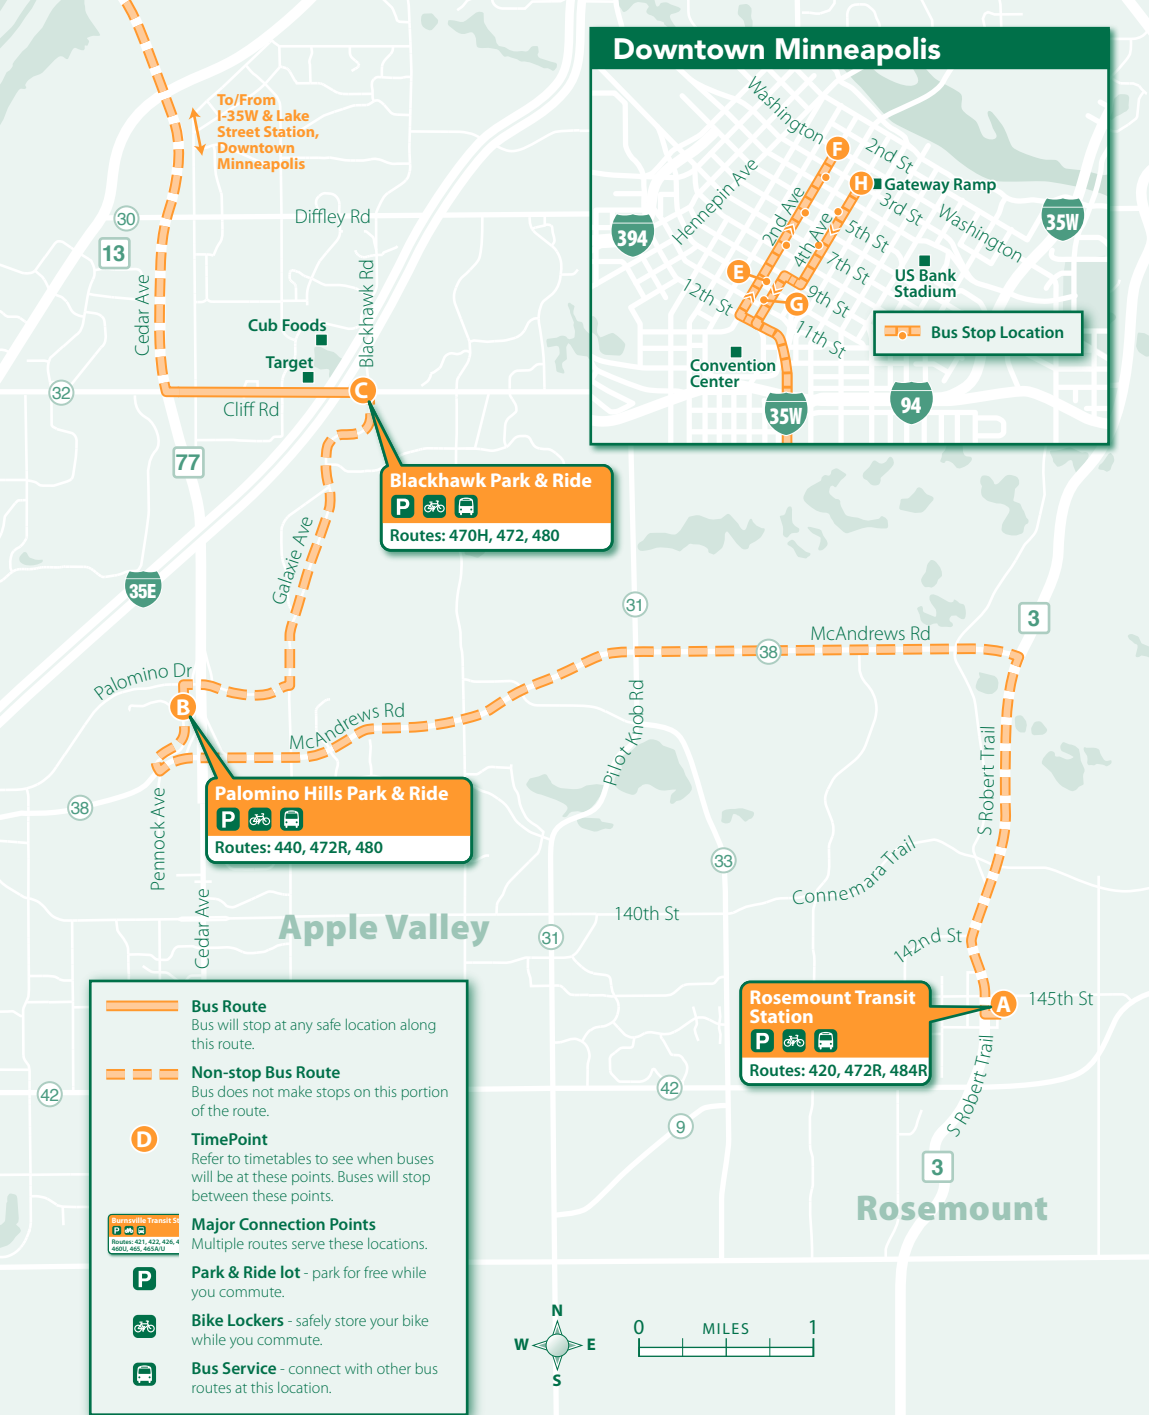 To/From
I-35W & Lake
Street Station,
Downtown
Minneapolis
30
13
Diffley Rd
Cedar Ave
Blackhawk Rd
Cub Foods
Target
32
C
Cliff Rd
77
Blackhawk Park & Ride
P
Routes: 470H, 472, 480
Galaxie Ave
35E
Downtown Minneapolis
Washington
F
2nd St
H
Gateway Ramp
Hennepin Ave
2nd Ave
3rd St
Washington
35W
394
4th Ave
5th St
7th St
US Bank
Stadium
E
12th St
G
9th St
11th St
Bus Stop Location
Convention
Center
35W
94
31
3
McAndrews Rd
38
Palomino Dr
B
McAndrews Rd
Pilot Knob Rd
S Robert Trail
Palomino Hills Park & Ride
P
Routes: 440, 472R, 480
38
Pennock Ave
33
Connemara Trail
Cedar Ave
Apple Valley
140th St
31
142nd St
Rosemount Transit
Station
P
Routes: 420, 472R, 484R
A
145th St
S Robert Trail
42
42
9
3
Rosemount
Bus Route
Bus will stop at any safe location along
this route.
Non-stop Bus Route
Bus does not make stops on this portion
of the route.
D
TimePoint
Refer to timetables to see when buses
will be at these points. Buses will stop
between these points.
Burnsville Transit St
P
Routes: 421, 422, 426, 4
460U, 465, 465A/U
Major Connection Points
Multiple routes serve these locations.
P
Park & Ride lot - park for free while
you commute.
Bike Lockers - safely store your bike
while you commute.
Bus Service - connect with other bus
routes at this location.
N
W E
S
0 MILES 1